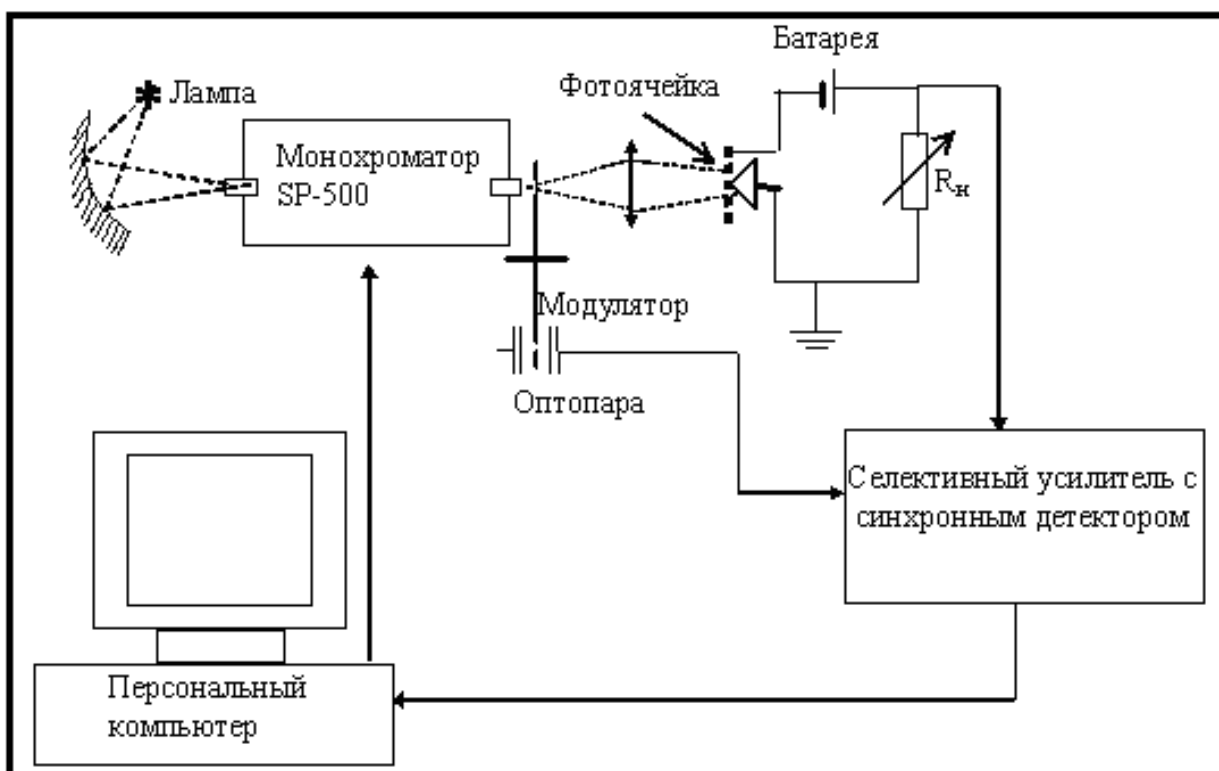 Батарея
Лампа
Фотоячейка
Монохроматор
SP-500
Rн
Модулятор
Оптопара
Селективный усилитель с
синхронным детектором
Персональный
компьютер